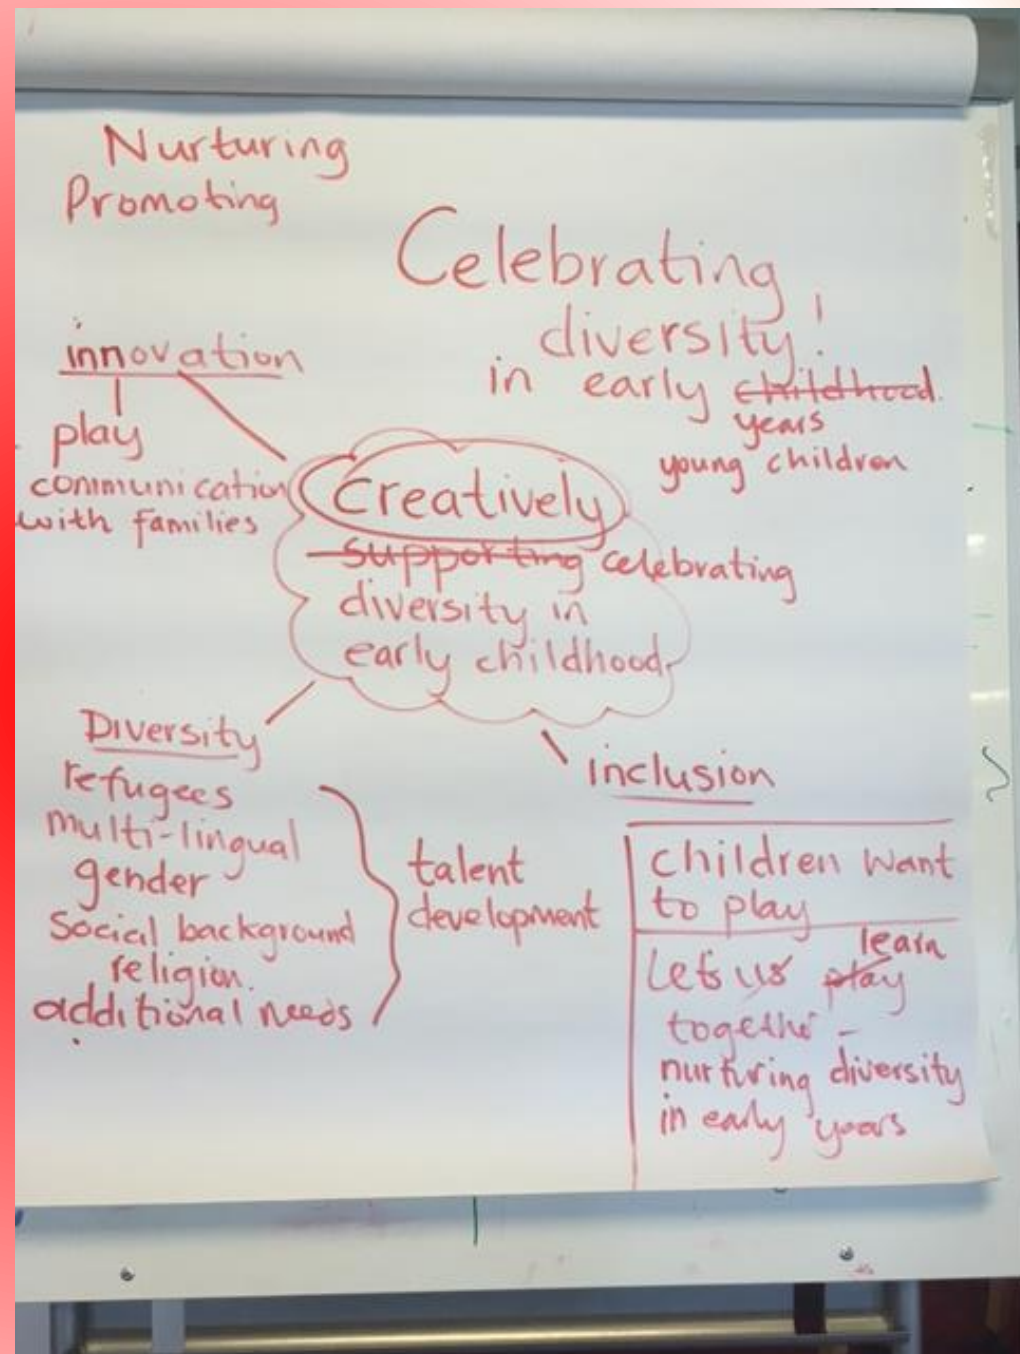 Nurturing
Promoting
Celebrating
diversity!
in early childhood
years
young children
innovation
play
communication
with families
creatively
supporting celebrating
diversity in
early childhood
Diversity
refugees
multi-lingual
gender
Social background
religion.
additional needs
talent
development
inclusion
children want
to play
learn
Let us play
together -
nurturing diversity
in early years